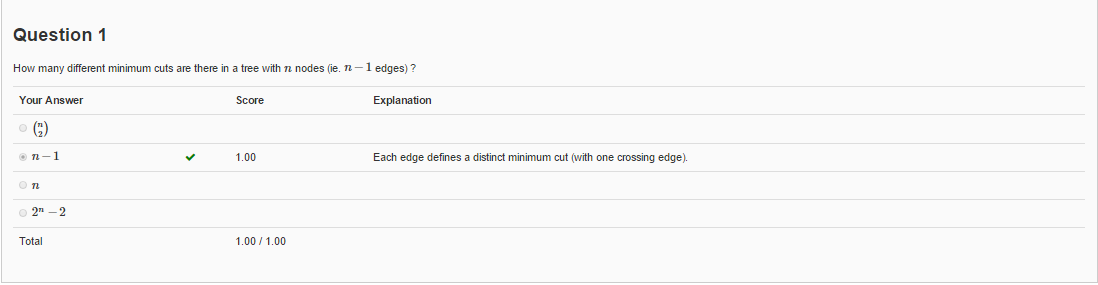 Question 1
How many different minimum cuts are there in a tree with n nodes (ie. n − 1 edges) ?
Your Answer Score Explanation
(n 2)
n − 1 1.00 Each edge defines a distinct minimum cut (with one crossing edge).
n
2ⁿ − 2
Total 1.00 / 1.00